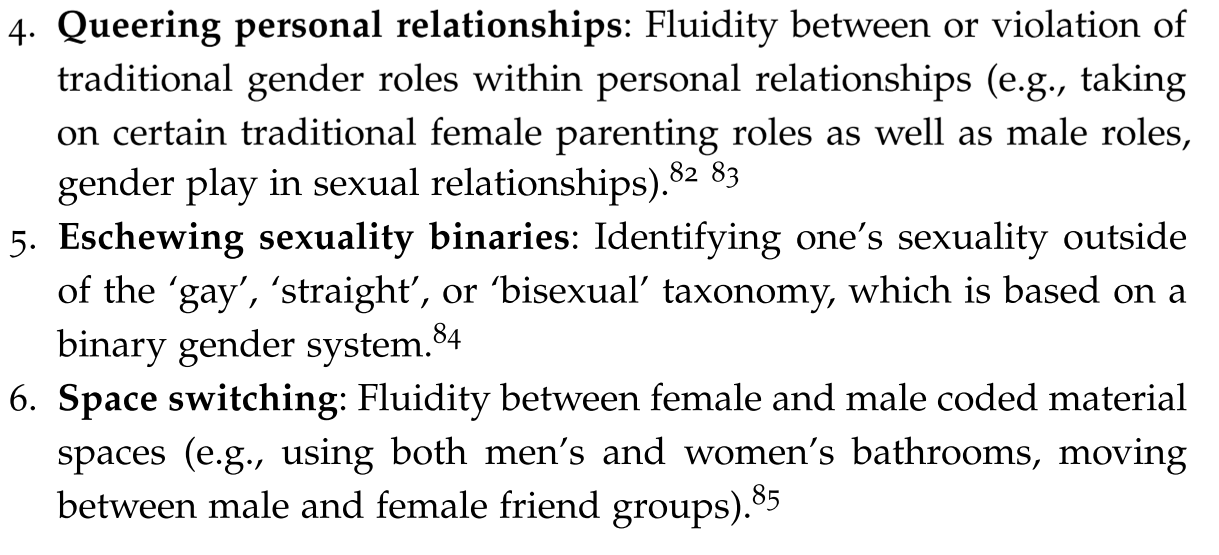 4. Queering personal relationships: Fluidity between or violation of
traditional gender roles within personal relationships (e.g., taking
on certain traditional female parenting roles as well as male roles,
gender play in sexual relationships).82 83
5. Eschewing sexuality binaries: Identifying one’s sexuality outside
of the ‘gay’, ‘straight’, or ‘bisexual’ taxonomy, which is based on a
binary gender system.84
6. Space switching: Fluidity between female and male coded material
spaces (e.g., using both men’s and women’s bathrooms, moving
between male and female friend groups).85